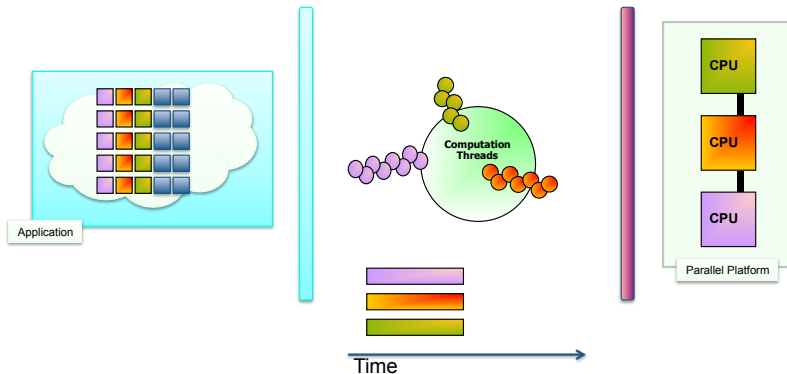 Application
Computation
Threads
Time
CPU
CPU
CPU
Parallel Platform